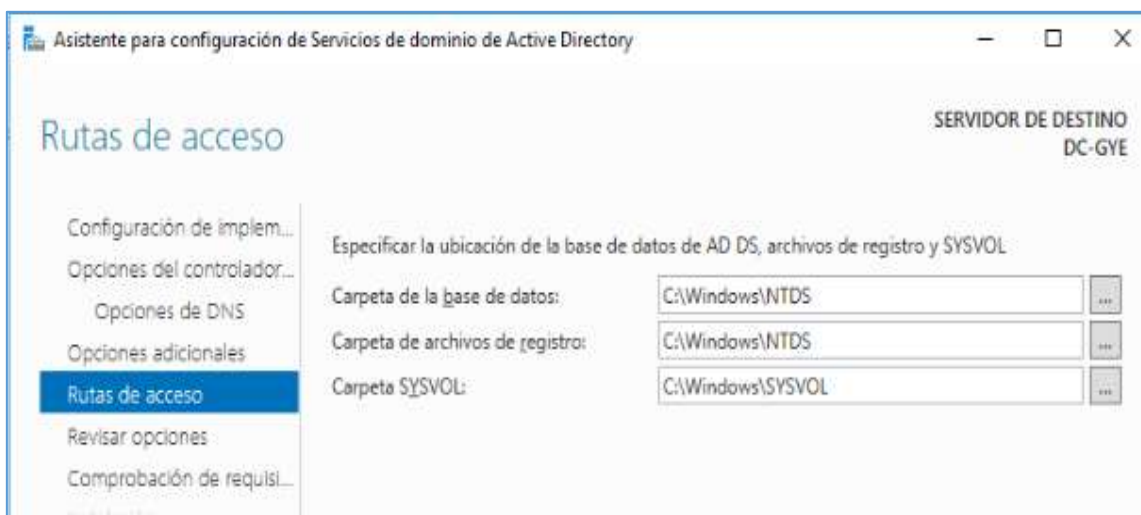 Asistente para configuración de Servicios de dominio de Active Directory
Rutas de acceso
SERVIDOR DE DESTINO
DC-GYE
Configuración de implem...
Opciones del controlador...
Opciones de DNS
Opciones adicionales
Rutas de acceso
Revisar opciones
Comprobación de requisi...
Especificar la ubicación de la base de datos de AD DS, archivos de registro y SYSVOL
Carpeta de la base de datos: C:\Windows\NTDS ...
Carpeta de archivos de registro: C:\Windows\NTDS ...
Carpeta SYSVOL: C:\Windows\SYSVOL ...